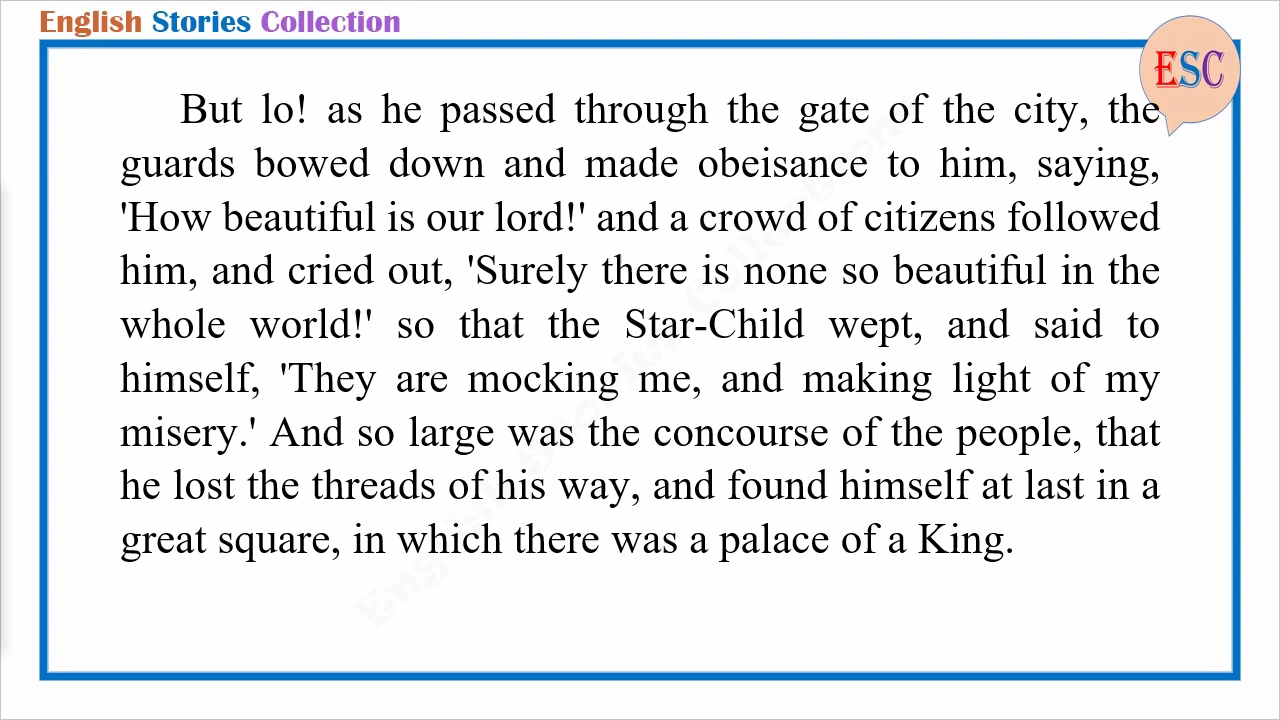 English Stories Collection
ESC
But lo! as he passed through the gate of the city, the
guards bowed down and made obeisance to him, saying,
'How beautiful is our lord!' and a crowd of citizens followed
him, and cried out, 'Surely there is none so beautiful in the
whole world!' so that the Star-Child wept, and said to
himself, 'They are mocking me, and making light of my
misery.' And so large was the concourse of the people, that
he lost the threads of his way, and found himself at last in a
great square, in which there was a palace of a King.
English Stories Collection